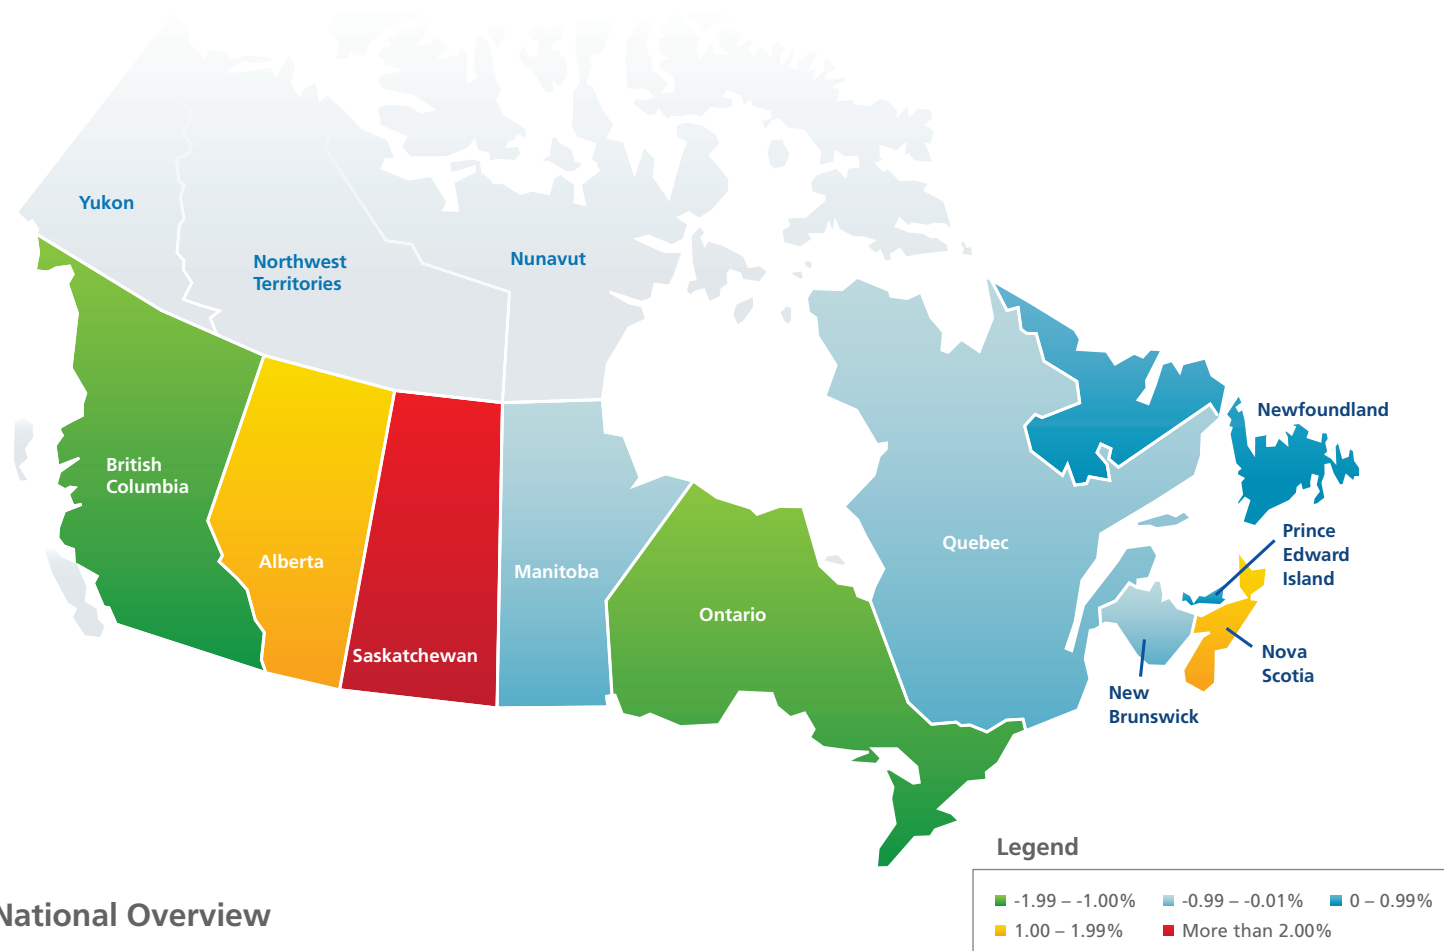 Yukon
Northwest
Territories
Nunavut
British
Columbia
Alberta
Saskatchewan
Manitoba
Ontario
Quebec
Newfoundland
Prince
Edward
Island
Nova
Scotia
New
Brunswick
Legend
-1.99 – -1.00%
-0.99 – -0.01%
0 – 0.99%
1.00 – 1.99%
More than 2.00%
National Overview